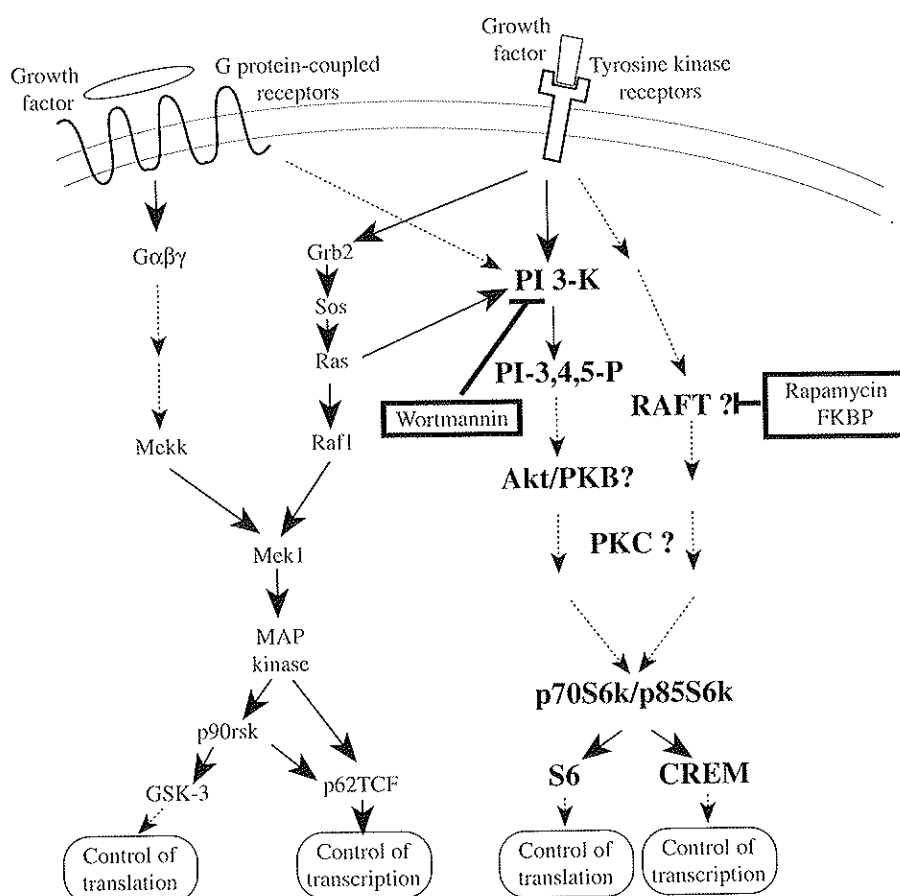 Growth
factor
G protein-coupled
receptors
Growth
factor
Tyrosine kinase
receptors
Gαβγ
Grb2
Sos
Ras
Raf1
PI 3-K
PI-3,4,5-P
Wortmannin
RAFT ?
Rapamycin
FKBP
Mekk
Akt/PKB?
PKC ?
Mek1
MAP
kinase
p70S6k/p85S6k
p90rsk
GSK-3
p62TCF
S6
CREM
Control of
translation
Control of
transcription
Control of
translation
Control of
transcription